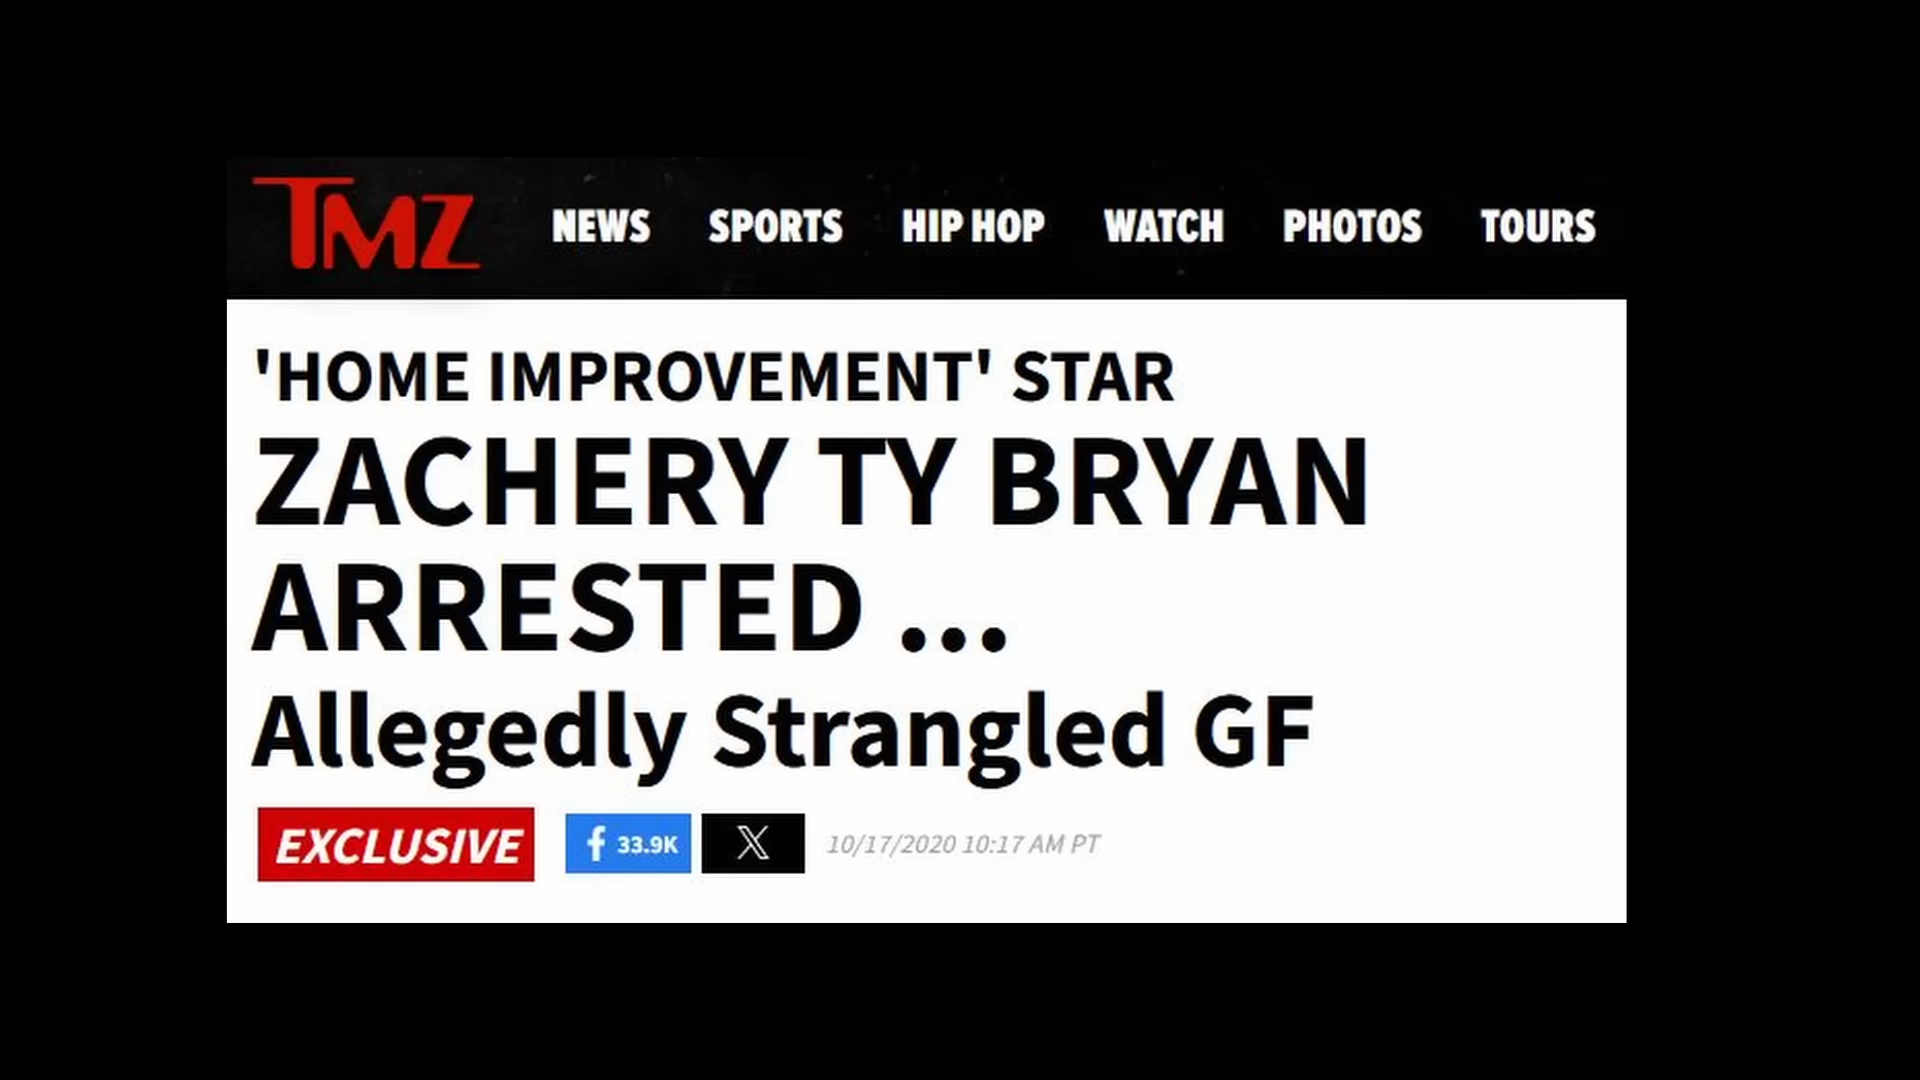 TMZ NEWS SPORTS HIP HOP WATCH PHOTOS TOURS
'HOME IMPROVEMENT' STAR
ZACHERY TY BRYAN
ARRESTED ...
Allegedly Strangled GF
EXCLUSIVE f 33.9K X 10/17/2020 10:17 AM PT